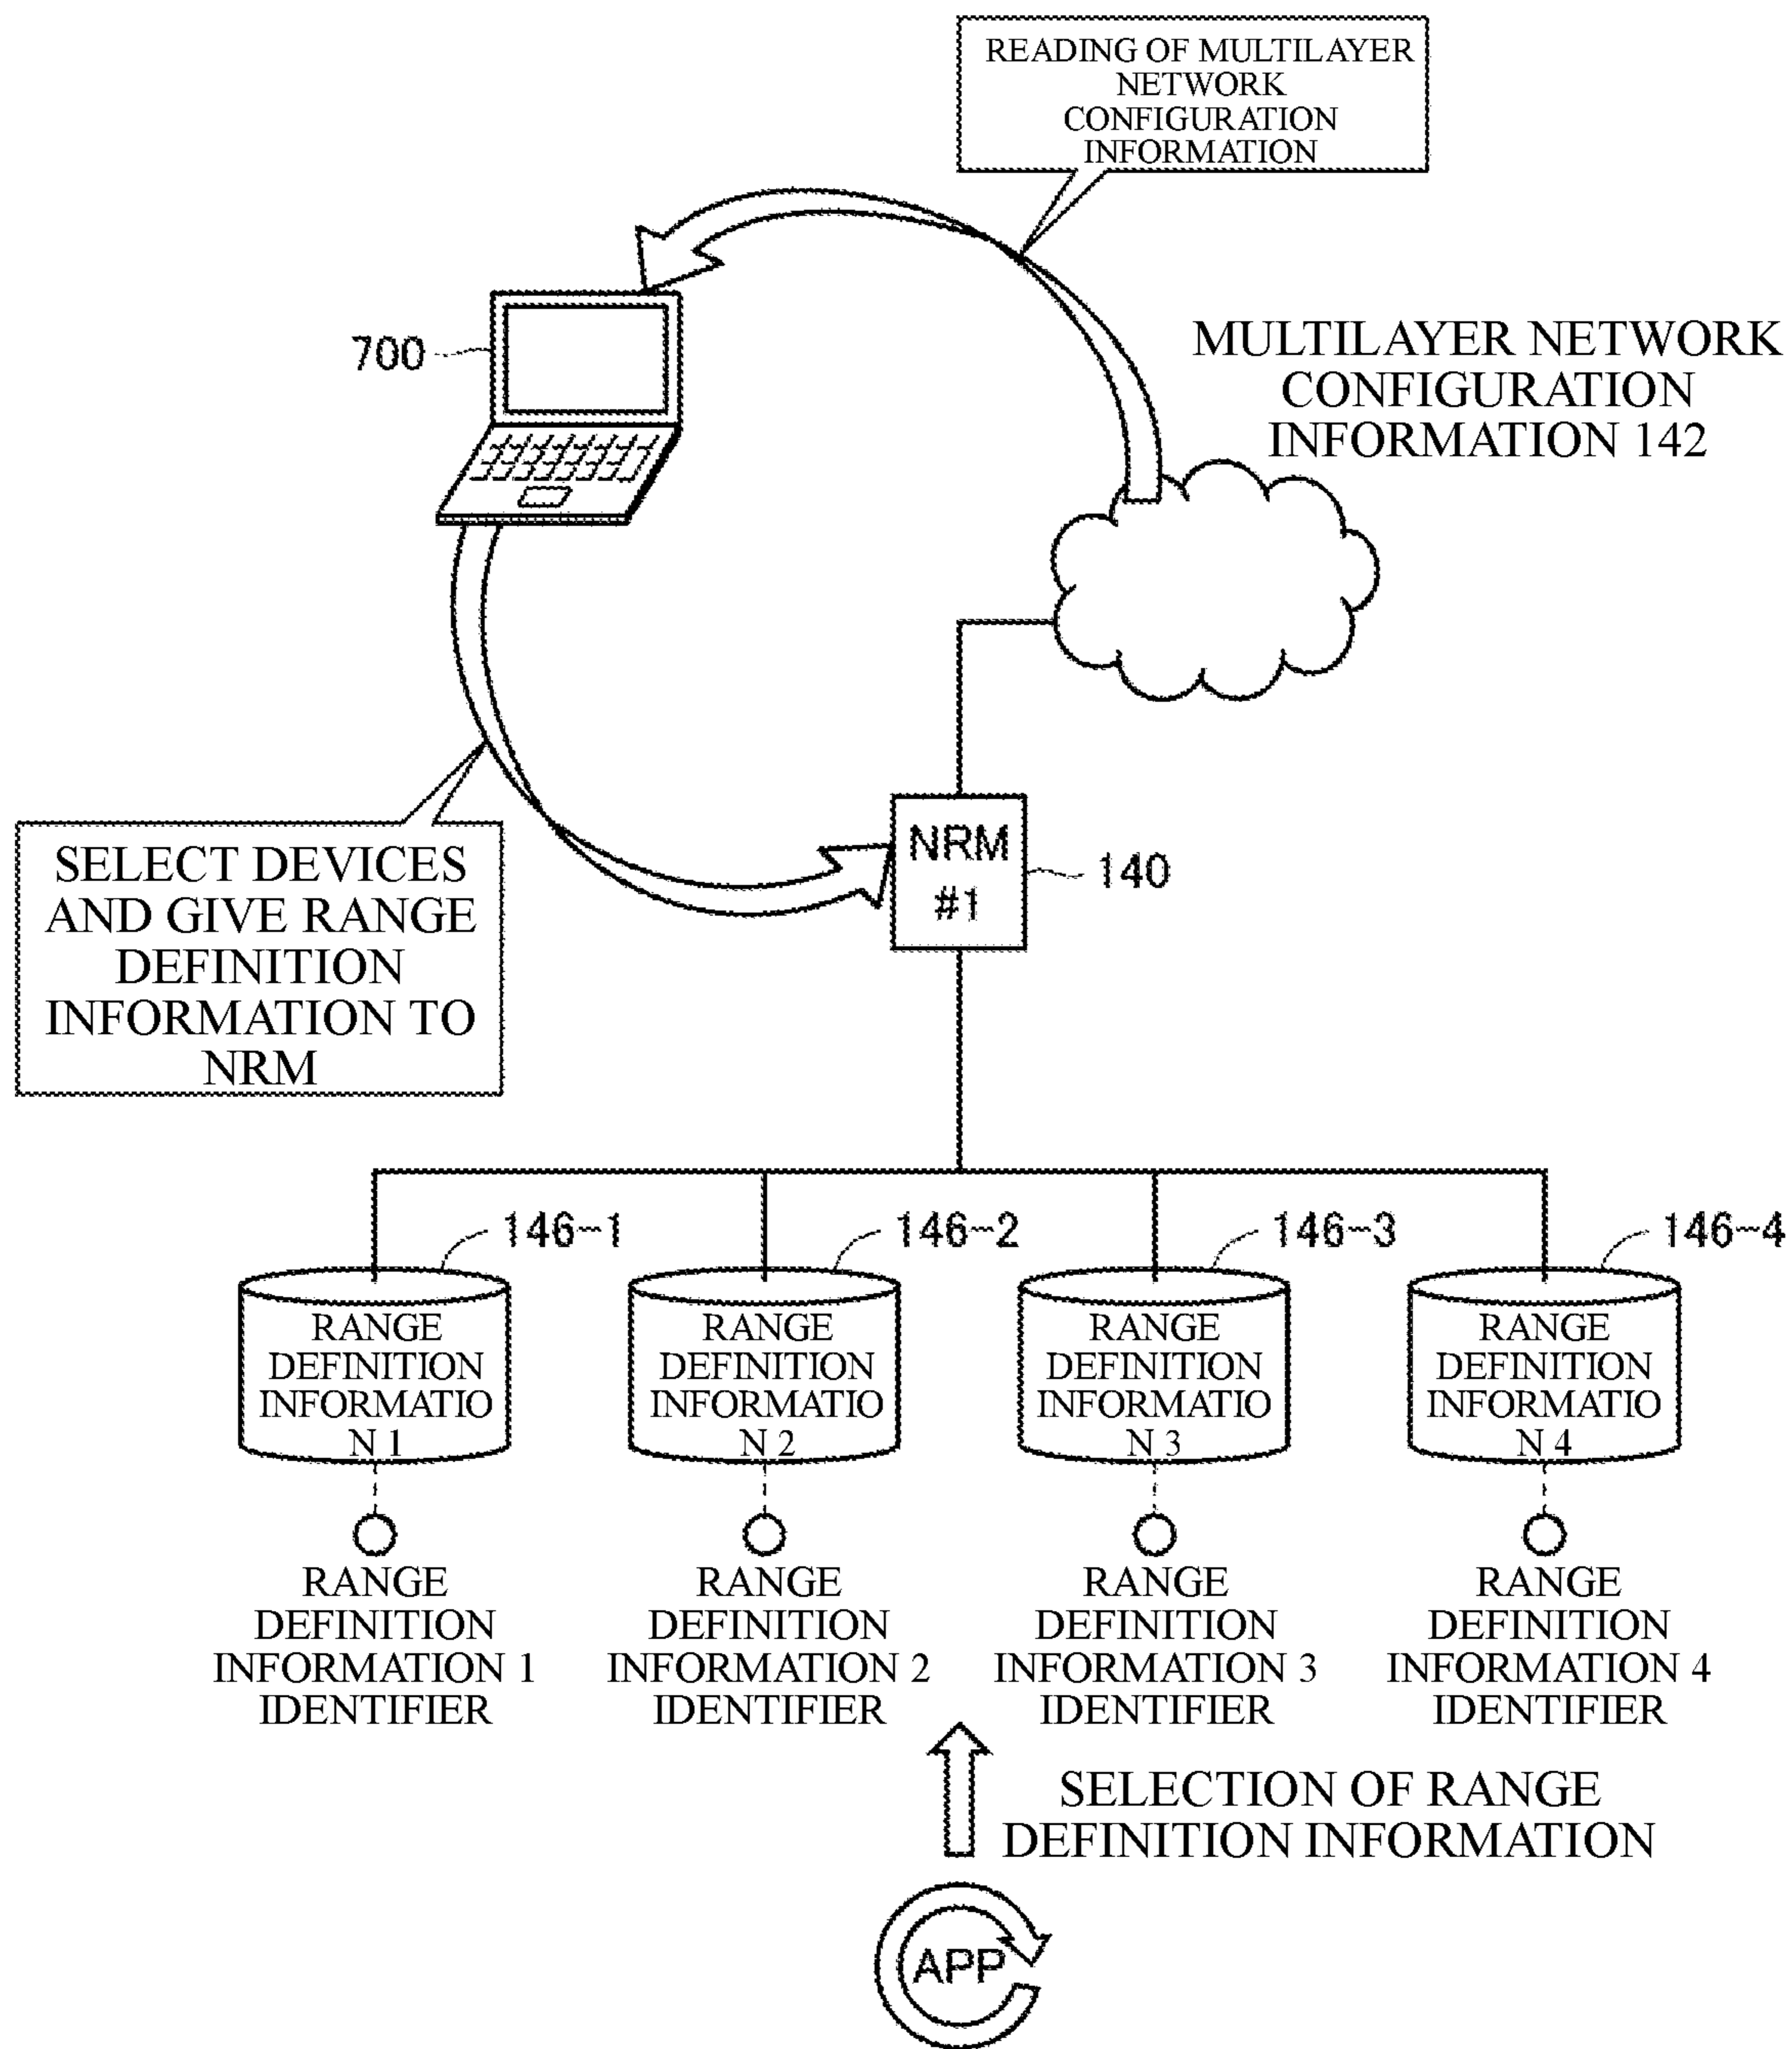 READING OF MULTILAYER
NETWORK
CONFIGURATION
INFORMATION
700
MULTILAYER NETWORK
CONFIGURATION
INFORMATION 142
SELECT DEVICES
AND GIVE RANGE
DEFINITION
INFORMATION TO
NRM
NRM
#1
140
146-1
146-2
146-3
146-4
RANGE
DEFINITION
INFORMATIO
N 1
RANGE
DEFINITION
INFORMATIO
N 2
RANGE
DEFINITION
INFORMATIO
N 3
RANGE
DEFINITION
INFORMATIO
N 4
RANGE
DEFINITION
INFORMATION 1
IDENTIFIER
RANGE
DEFINITION
INFORMATION 2
IDENTIFIER
RANGE
DEFINITION
INFORMATION 3
IDENTIFIER
RANGE
DEFINITION
INFORMATION 4
IDENTIFIER
SELECTION OF RANGE
DEFINITION INFORMATION
APP